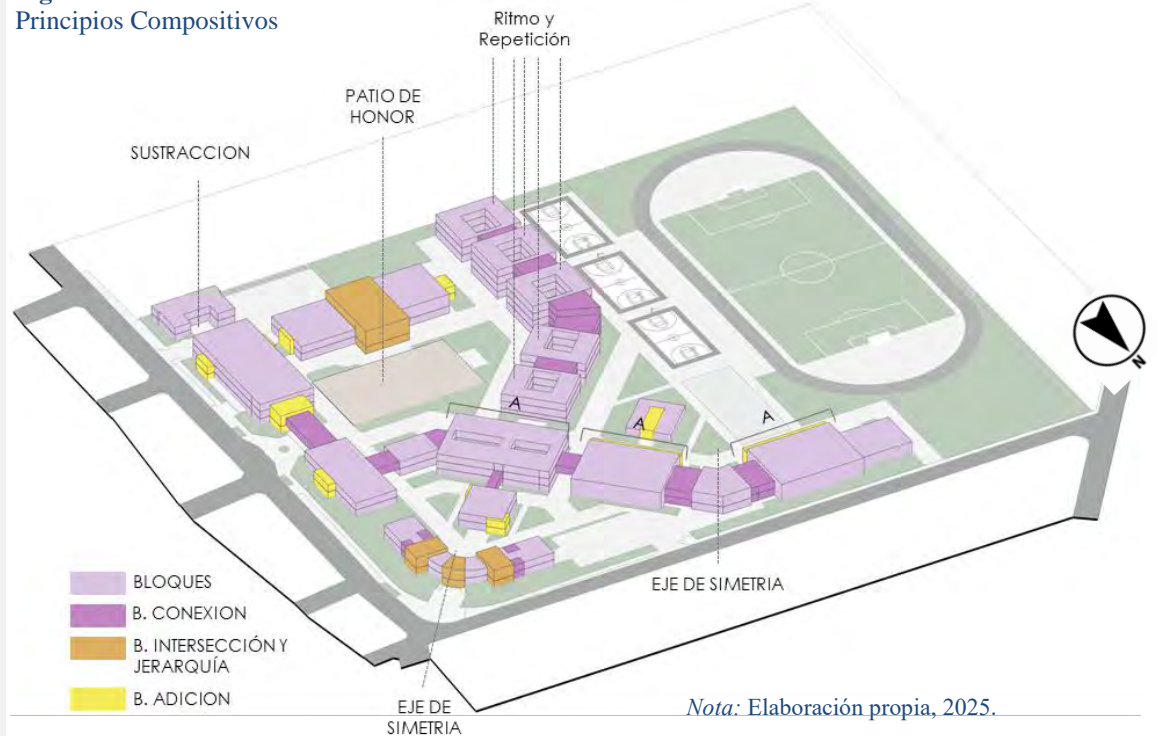 Principios Compositivos
Ritmo y
Repetición
PATIO DE
HONOR
SUSTRACCION
A
A
A
N
EJE DE SIMETRIA
BLOQUES
B. CONEXION
B. INTERSECCIÓN Y
JERARQUÍA
B. ADICION
EJE DE
SIMETRIA
Nota: Elaboración propia, 2025.